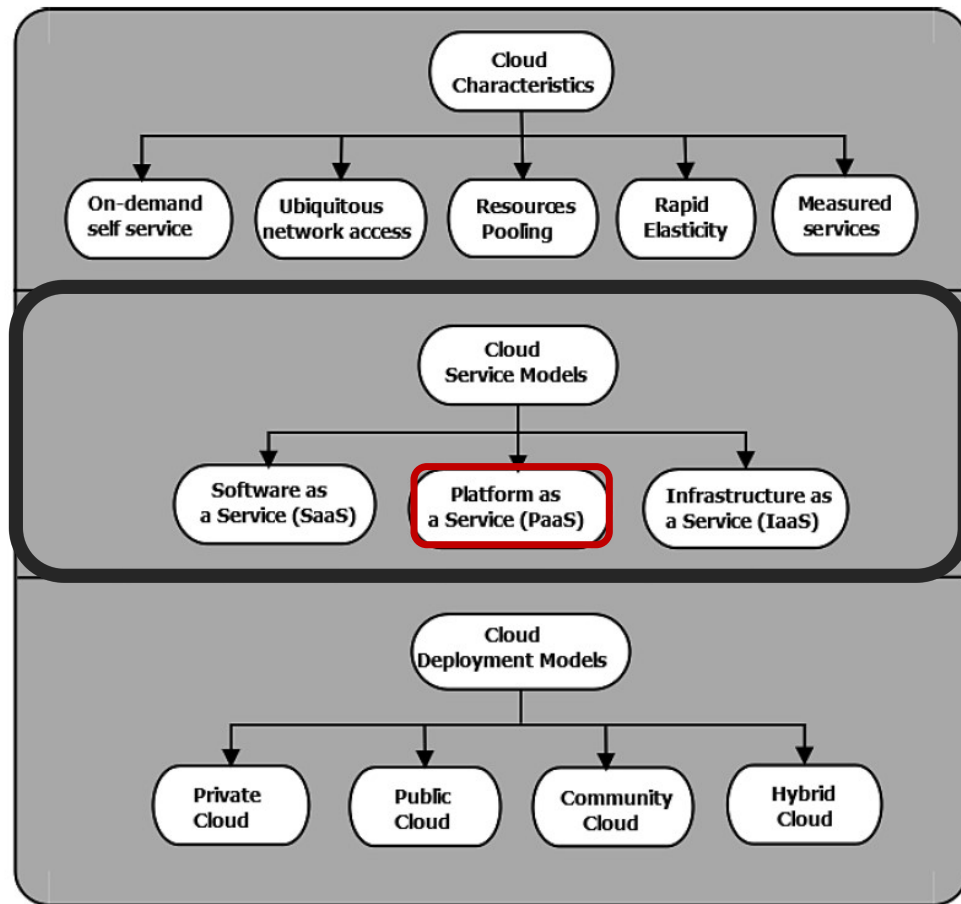 Cloud
Characteristics
On-demand
self service
Ubiquitous
network access
Resources
Pooling
Rapid
Elasticity
Measured
services
Cloud
Service Models
Software as
a Service (SaaS)
Platform as
a Service (PaaS)
Infrastructure as
a Service (IaaS)
Cloud
Deployment Models
Private
Cloud
Public
Cloud
Community
Cloud
Hybrid
Cloud